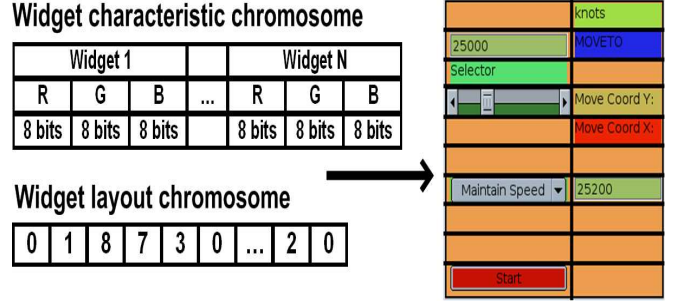 Widget characteristic chromosome
Widget 1 Widget N
R G B ... R G B
8 bits 8 bits 8 bits 8 bits 8 bits 8 bits
Widget layout chromosome
0 1 8 7 3 0 ... 2 0
knots
25000 MOVETO
Selector
Move Coord Y:
Move Coord X:
Maintain Speed 25200
Start